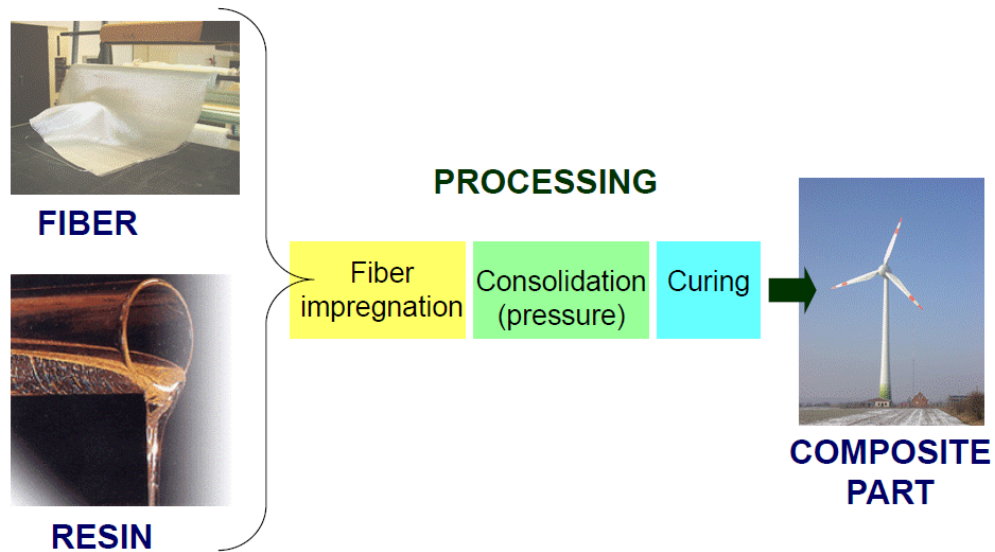 FIBER
RESIN
PROCESSING
Fiber
impregnation
Consolidation
(pressure)
Curing
COMPOSITE
PART